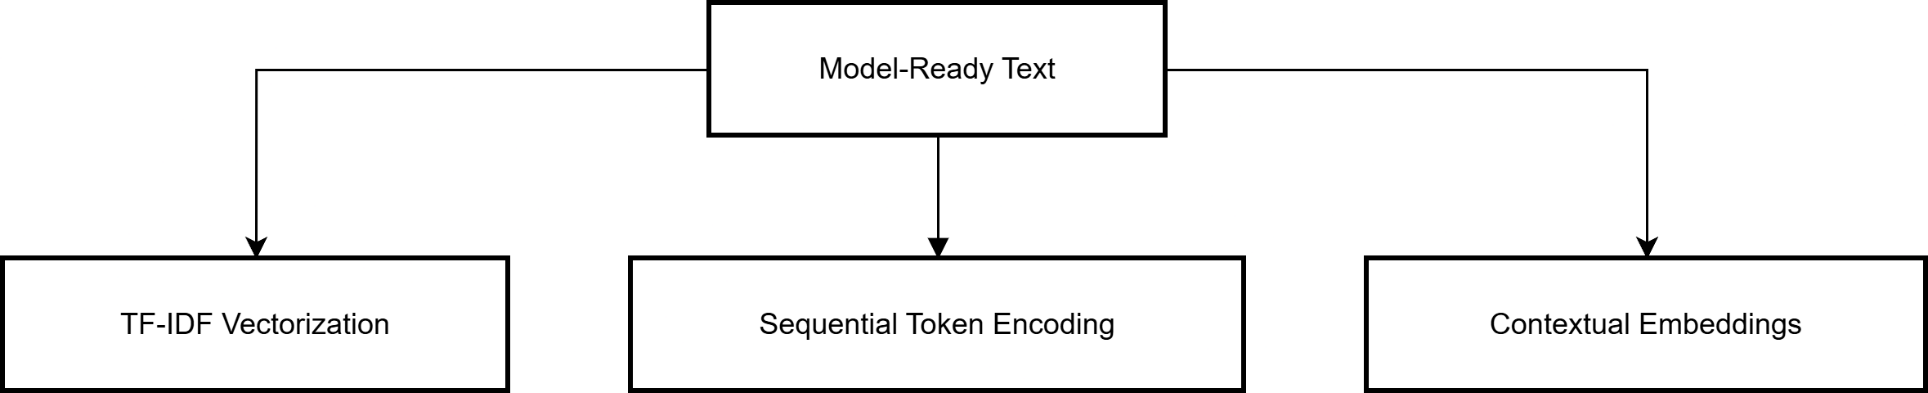 Model-Ready Text
TF-IDF Vectorization
Sequential Token Encoding
Contextual Embeddings